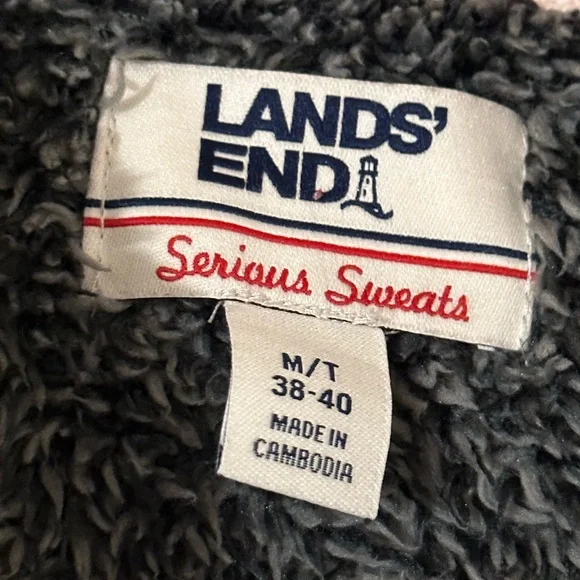 LANDS'
END
Serious Sweats
M/T
38-40
MADE IN
CAMBODIA